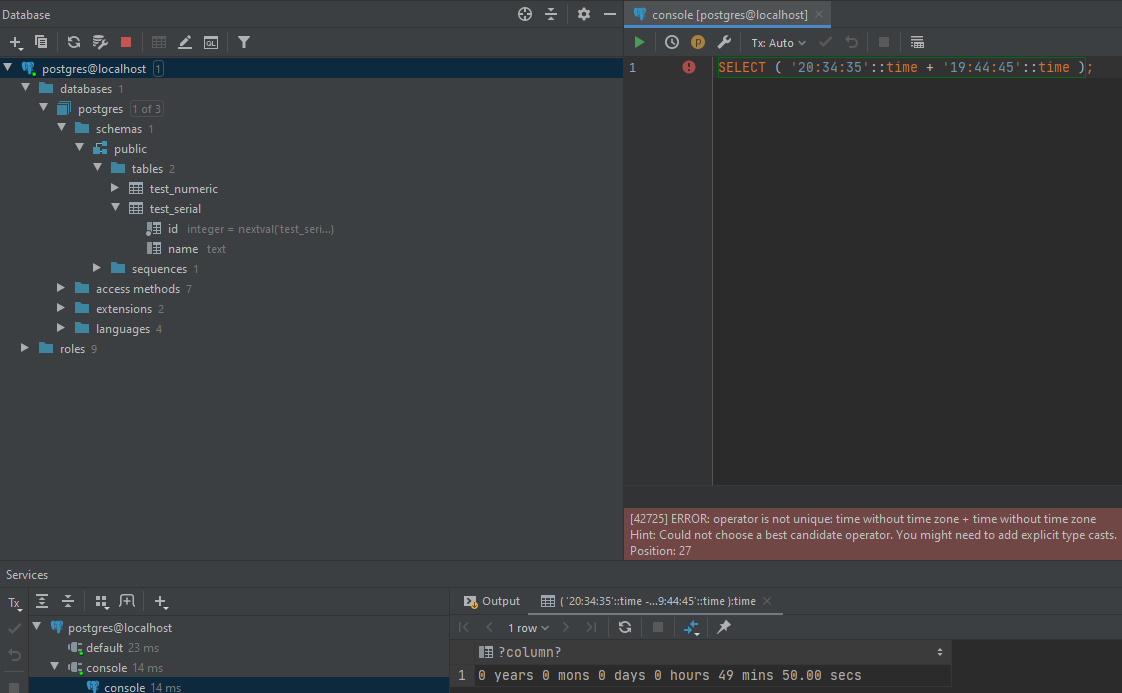 Database
postgres@localhost 1
databases 1
postgres 1 of 3
schemas 1
public
tables 2
test_numeric
test_serial
id integer = nextval('test_seri...)
name text
sequences 1
access methods 7
extensions 2
languages 4
roles 9
console [postgres@localhost]
Tx: Auto
1 SELECT ( '20:34:35'::time + '19:44:45'::time );
[42725] ERROR: operator is not unique: time without time zone + time without time zone
Hint: Could not choose a best candidate operator. You might need to add explicit type casts.
Position: 27
Services
Tx
postgres@localhost
default 23 ms
console 14 ms
console 14 ms
Output ( '20:34:35'::time -...9:44:45'::time ):time
1 row
?column?
1 0 years 0 mons 0 days 0 hours 49 mins 50.00 secs